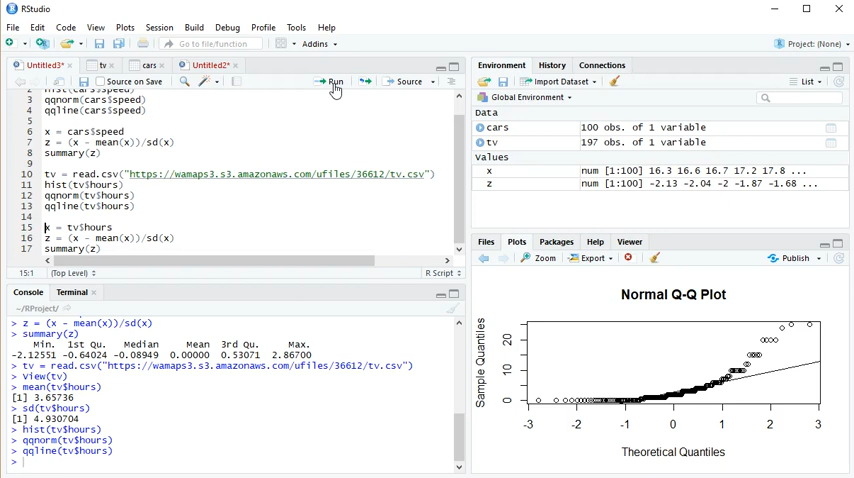 RStudio
File Edit Code View Plots Session Build Debug Profile Tools Help
Go to file/function Addins Project: (None)
Untitled3* tv cars Untitled2*
Source on Save Run Source
2 hist(cars$speed)
3 qqnorm(cars$speed)
4 qqline(cars$speed)
5
6 x = cars$speed
7 z = (x - mean(x))/sd(x)
8 summary(z)
9
10 tv = read.csv("https://wamaps3.s3.amazonaws.com/ufiles/36612/tv.csv")
11 hist(tv$hours)
12 qqnorm(tv$hours)
13 qqline(tv$hours)
14
15 x = tv$hours
16 z = (x - mean(x))/sd(x)
17 summary(z)
15:1 (Top Level) R Script
Console Terminal
~/RProject/
> z = (x - mean(x))/sd(x)
> summary(z)
Min. 1st Qu. Median Mean 3rd Qu. Max.
-2.12551 -0.64024 -0.08949 0.00000 0.53071 2.86700
> tv = read.csv("https://wamaps3.s3.amazonaws.com/ufiles/36612/tv.csv")
> View(tv)
> mean(tv$hours)
[1] 3.65736
> sd(tv$hours)
[1] 4.930704
> hist(tv$hours)
> qqnorm(tv$hours)
> qqline(tv$hours)
>
Environment History Connections
Import Dataset List
Global Environment
Data
cars 100 obs. of 1 variable
tv 197 obs. of 1 variable
Values
x num [1:100] 16.3 16.6 16.7 17.2 17.8 ...
z num [1:100] -2.13 -2.04 -2 -1.87 -1.68 ...
Files Plots Packages Help Viewer
Zoom Export Publish
Normal Q-Q Plot
Sample Quantiles
20
10
0
-3 -2 -1 0 1 2 3
Theoretical Quantiles